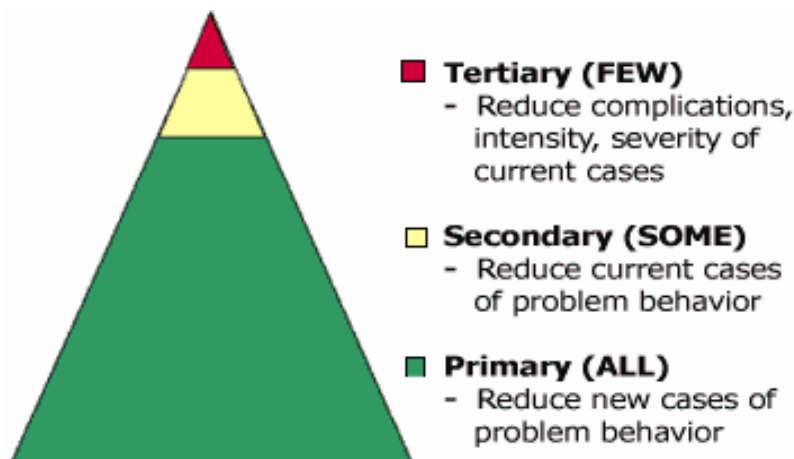 Tertiary (FEW)
- Reduce complications,
intensity, severity of
current cases
Secondary (SOME)
- Reduce current cases
of problem behavior
Primary (ALL)
- Reduce new cases of
problem behavior